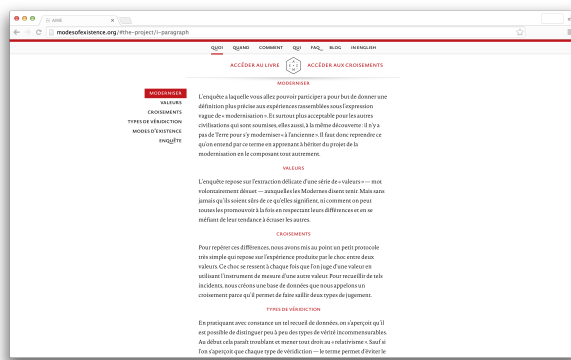 AIME
modesofexistence.org/#the-project/i-paragraph
QUOI QUAND COMMENT QUI FAQ BLOG IN ENGLISH
ACCÉDER AU LIVRE ACCÉDER AUX CROISEMENTS
MODERNISER
MODERNISER
VALEURS
CROISEMENTS
TYPES DE VÉRIDICTION
MODES D'EXISTENCE
ENQUÊTE
L'enquête a laquelle vous allez pouvoir participer a pour but de donner une
définition plus précise aux expériences rassemblées sous l'expression
vague de « modernisation ». Et surtout plus acceptable pour les autres
civilisations qui sont soumises, elles aussi, à la même découverte : il n'y a
pas de Terre pour s'y moderniser « à l'ancienne ». Il faut donc reprendre ce
qu'on entend par ce terme en apprenant à hériter du projet de la
modernisation en le composant tout autrement.
VALEURS
L'enquête repose sur l'extraction délicate d'une série de « valeurs » — mot
volontairement désuet — auxquelles les Modernes disent tenir. Mais sans
jamais qu'ils soient sûrs de ce qu'elles signifient, ni comment on peut
toutes les promouvoir à la fois en respectant leurs différences et en se
méfiant de leur tendance à écraser les autres.
CROISEMENTS
Pour repérer ces différences, nous avons mis au point un petit protocole
très simple qui repose sur l'expérience produite par le choc entre deux
valeurs. Ce choc se ressent à chaque fois que l'on juge d'une valeur en
utilisant l'instrument de mesure d'une autre valeur. Pour recueillir de tels
incidents, nous créons une base de données que nous appelons un
croisement parce qu'il permet de faire saillir deux types de jugement.
TYPES DE VÉRIDICTION
En pratiquant avec constance un tel recueil de données, on s'aperçoit qu'il
est possible de distinguer peu à peu des types de vérité incommensurables.
Au début cela paraît troublant et mener tout droit au « relativisme ». Sauf si
l'on s'aperçoit que chaque type de véridiction — le terme permet d'éviter le